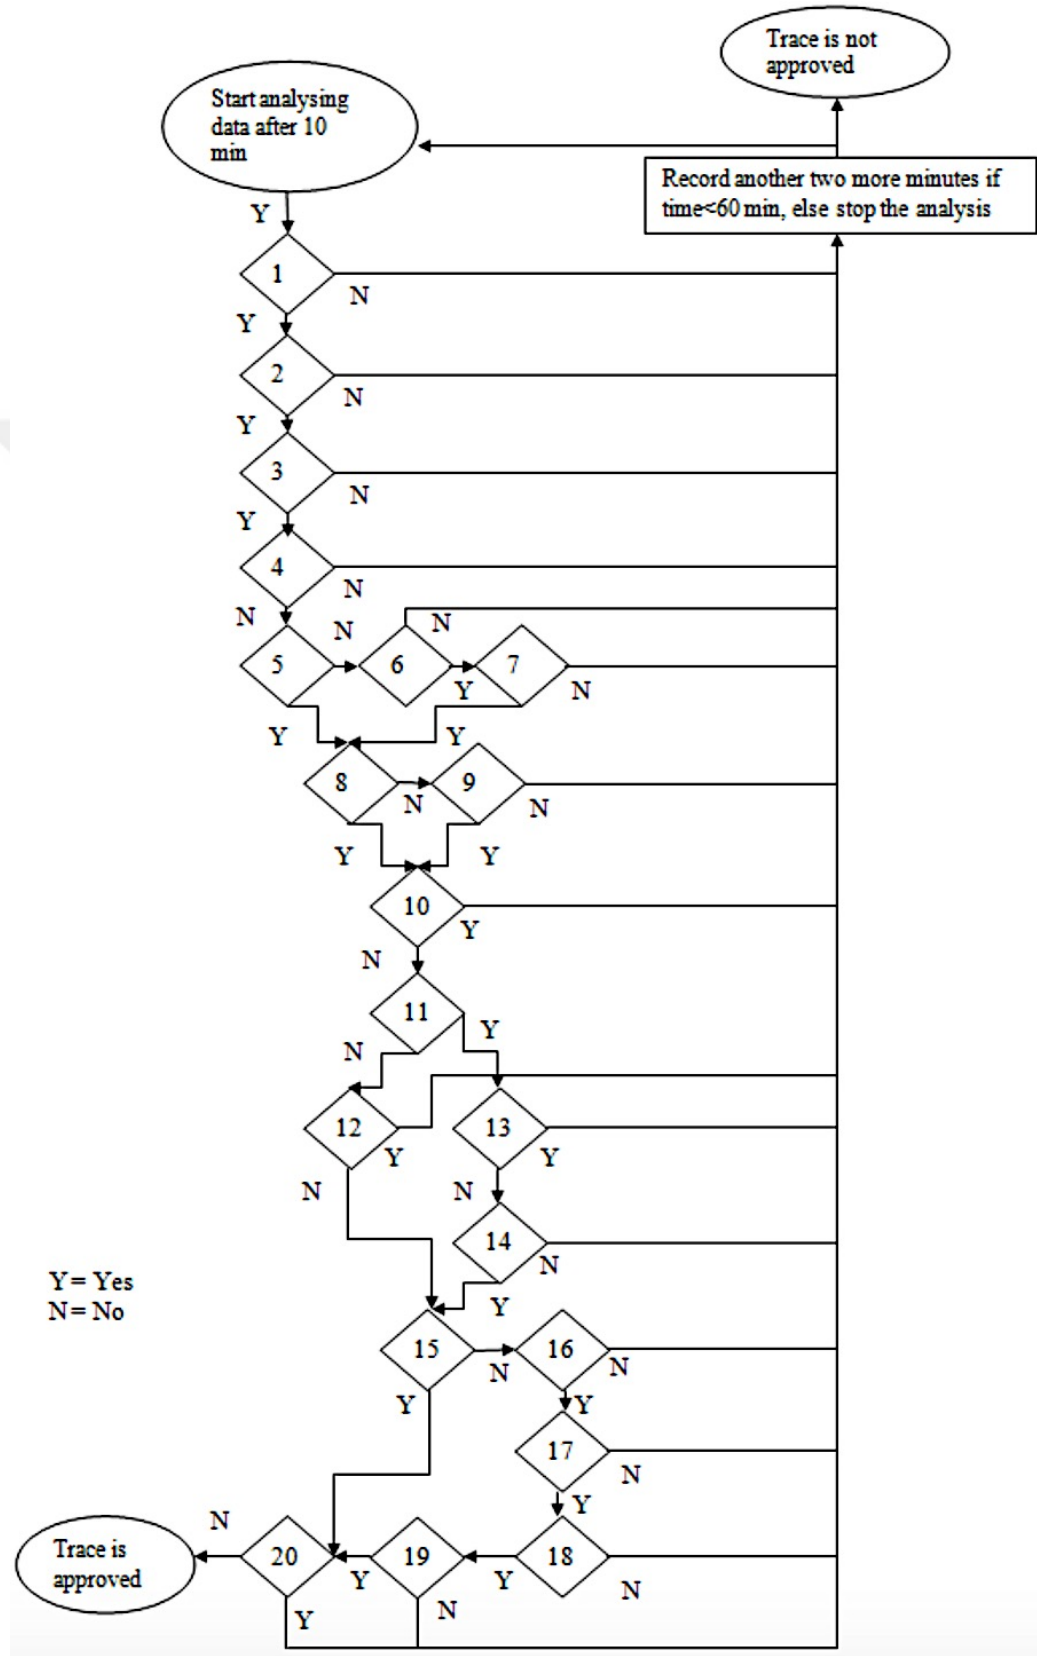 Trace is not
approved
Start analysing
data after 10
min
Record another two more minutes if
time<60 min, else stop the analysis
Y
1
N
Y
2
N
Y
3
N
Y
4
N
N
N
N
5
6
7
Y
N
Y
Y
8
9
N
N
Y
Y
10
Y
N
11
Y
N
12
13
Y
Y
N
N
14
N
Y = Yes
N = No
Y
15
16
N
N
Y
Y
17
N
Y
N
Trace is
approved
20
19
18
Y
Y
N
Y
N